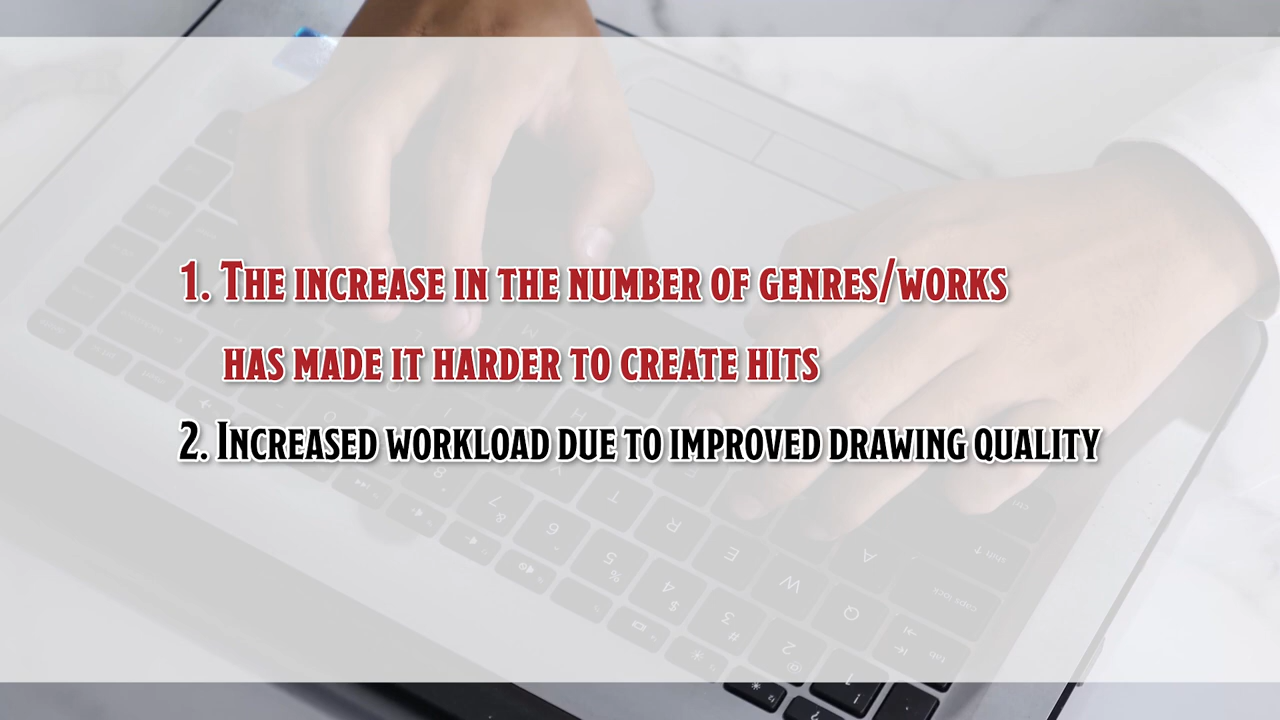 1. The increase in the number of genres/works
has made it harder to create hits
2. Increased workload due to improved drawing quality